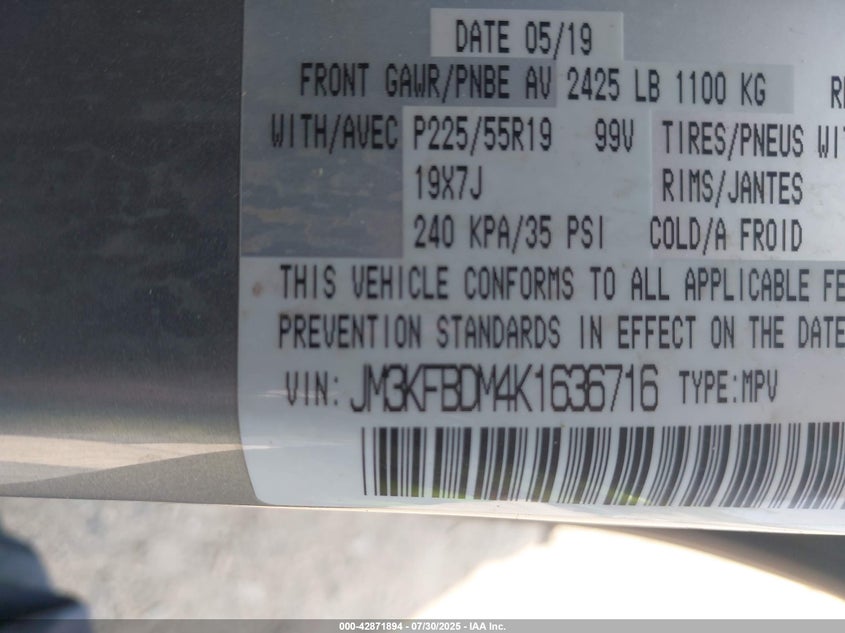 DATE 05/19
FRONT GAWR/PNBE AV 2425 LB 1100 KG
WITH/AVEC P225/55R19 99V TIRES/PNEUS
19X7J RIMS/JANTES
240 KPA/35 PSI COLD/A FROID
THIS VEHICLE CONFORMS TO ALL APPLICABLE
PREVENTION STANDARDS IN EFFECT ON THE DATE
VIN: JM3KFBDM4K1636716 TYPE:MPV
000-42871894 - 07/30/2025 - IAA Inc.